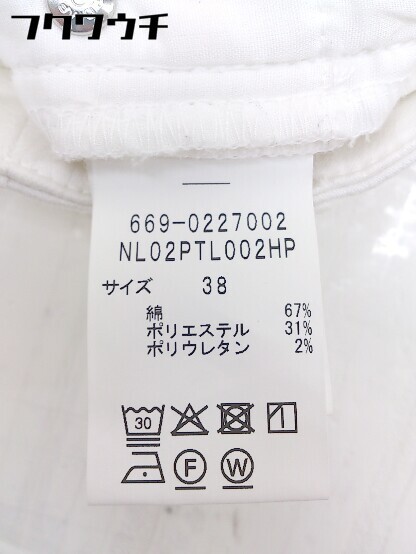 フクウクチ
669-0227002
NL02PTL002HP
サイズ 38
綿 67%
ポリエステル 31%
ポリウレタン 2%
30
F W